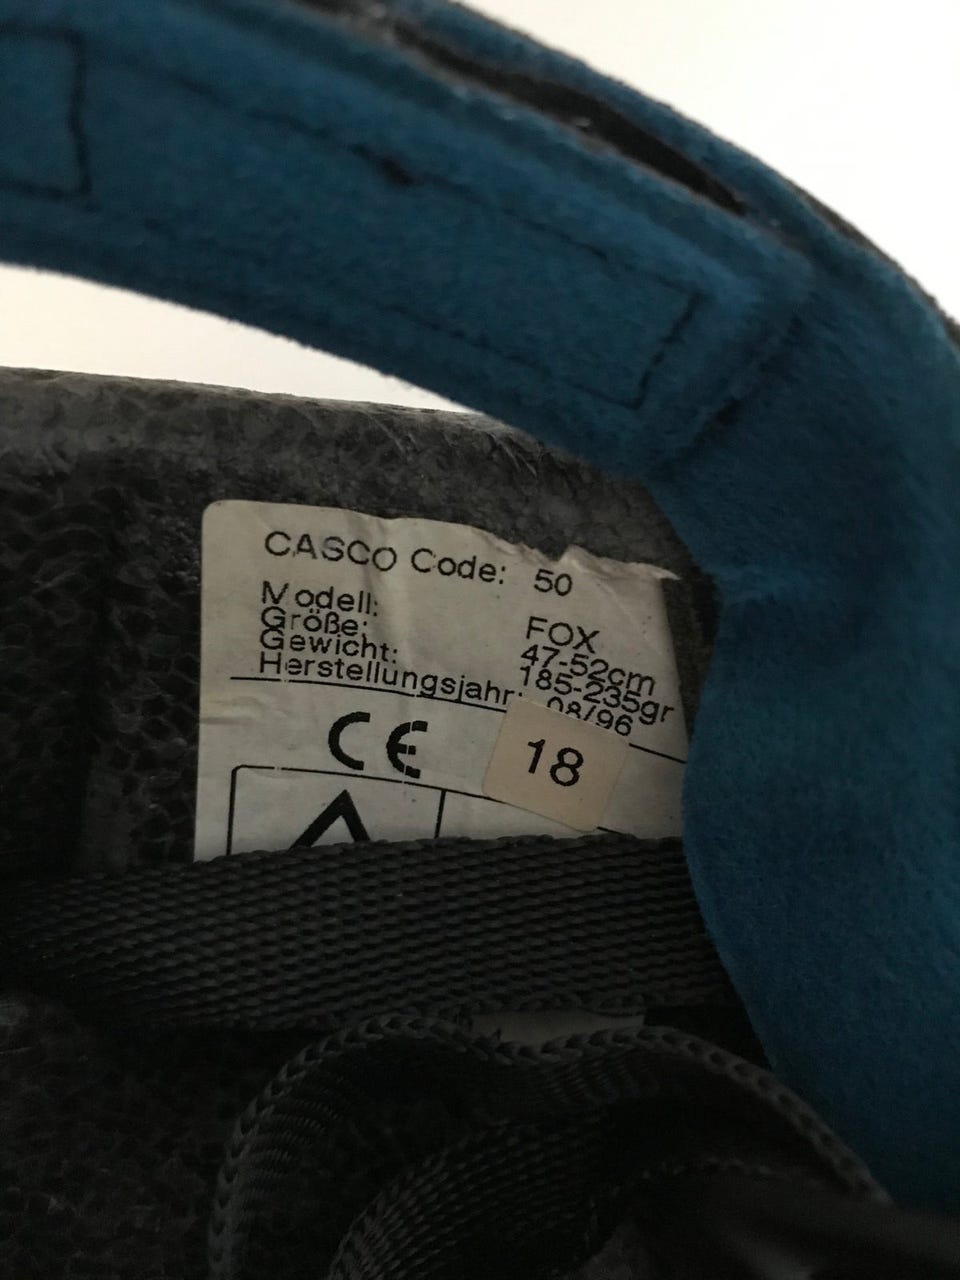 CASCO Code: 50
Modell: FOX
Größe: 47-52cm
Gewicht: 185-235gr
Herstellungsjahr: 08/96
CE
18